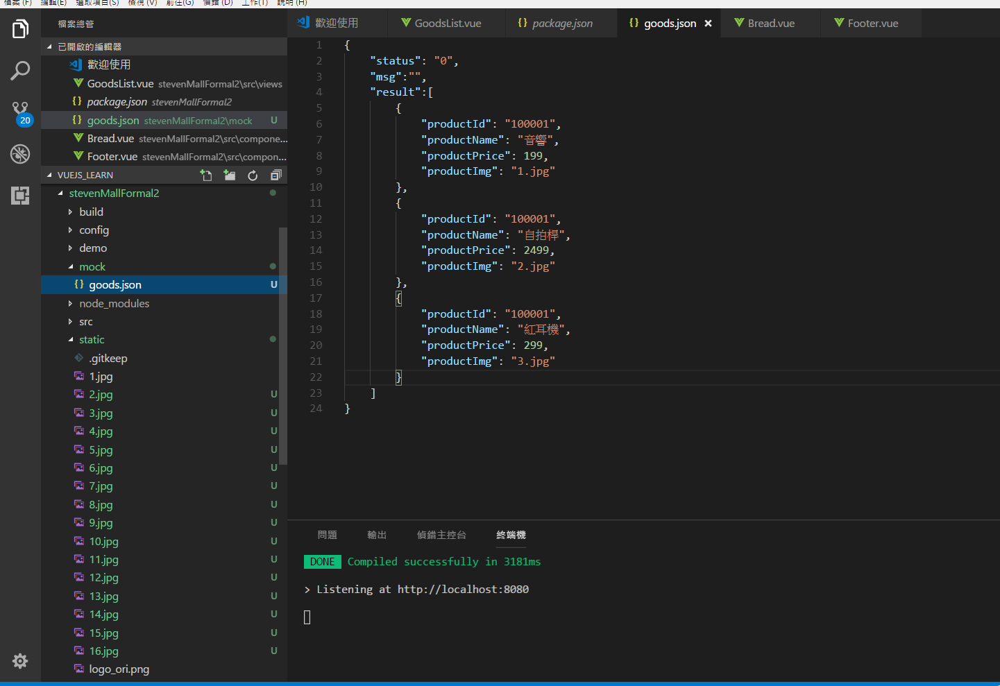 檔案 (F) 編輯(E) 選取項目(S) 檢視 (V) 前往(G) 偵錯 (D) 工作(T) 說明 (H)
檔案總管
已開啟的編輯器
歡迎使用
GoodsList.vue stevenMallFormal2\src\views
package.json stevenMallFormal2
goods.json stevenMallFormal2\mock U
Bread.vue stevenMallFormal2\src\compone...
Footer.vue stevenMallFormal2\src\compon...
20
VUEJS_LEARN
stevenMallFormal2
build
config
demo
mock
goods.json U
node_modules
src
static
.gitkeep
1.jpg
2.jpg U
3.jpg U
4.jpg U
5.jpg U
6.jpg U
7.jpg U
8.jpg U
9.jpg U
10.jpg U
11.jpg U
12.jpg U
13.jpg U
14.jpg U
15.jpg U
16.jpg U
logo_ori.png
歡迎使用 GoodsList.vue {} package.json {} goods.json × Bread.vue Footer.vue
1 {
2 "status": "0",
3 "msg":"",
4 "result":[
5 {
6 "productId": "100001",
7 "productName": "音響",
8 "productPrice": 199,
9 "productImg": "1.jpg"
10 },
11 {
12 "productId": "100001",
13 "productName": "自拍桿",
14 "productPrice": 2499,
15 "productImg": "2.jpg"
16 },
17 {
18 "productId": "100001",
19 "productName": "紅耳機",
20 "productPrice": 299,
21 "productImg": "3.jpg"
22 }
23 ]
24 }
問題 輸出 偵錯主控台 終端機
DONE Compiled successfully in 3181ms
> Listening at http://localhost:8080